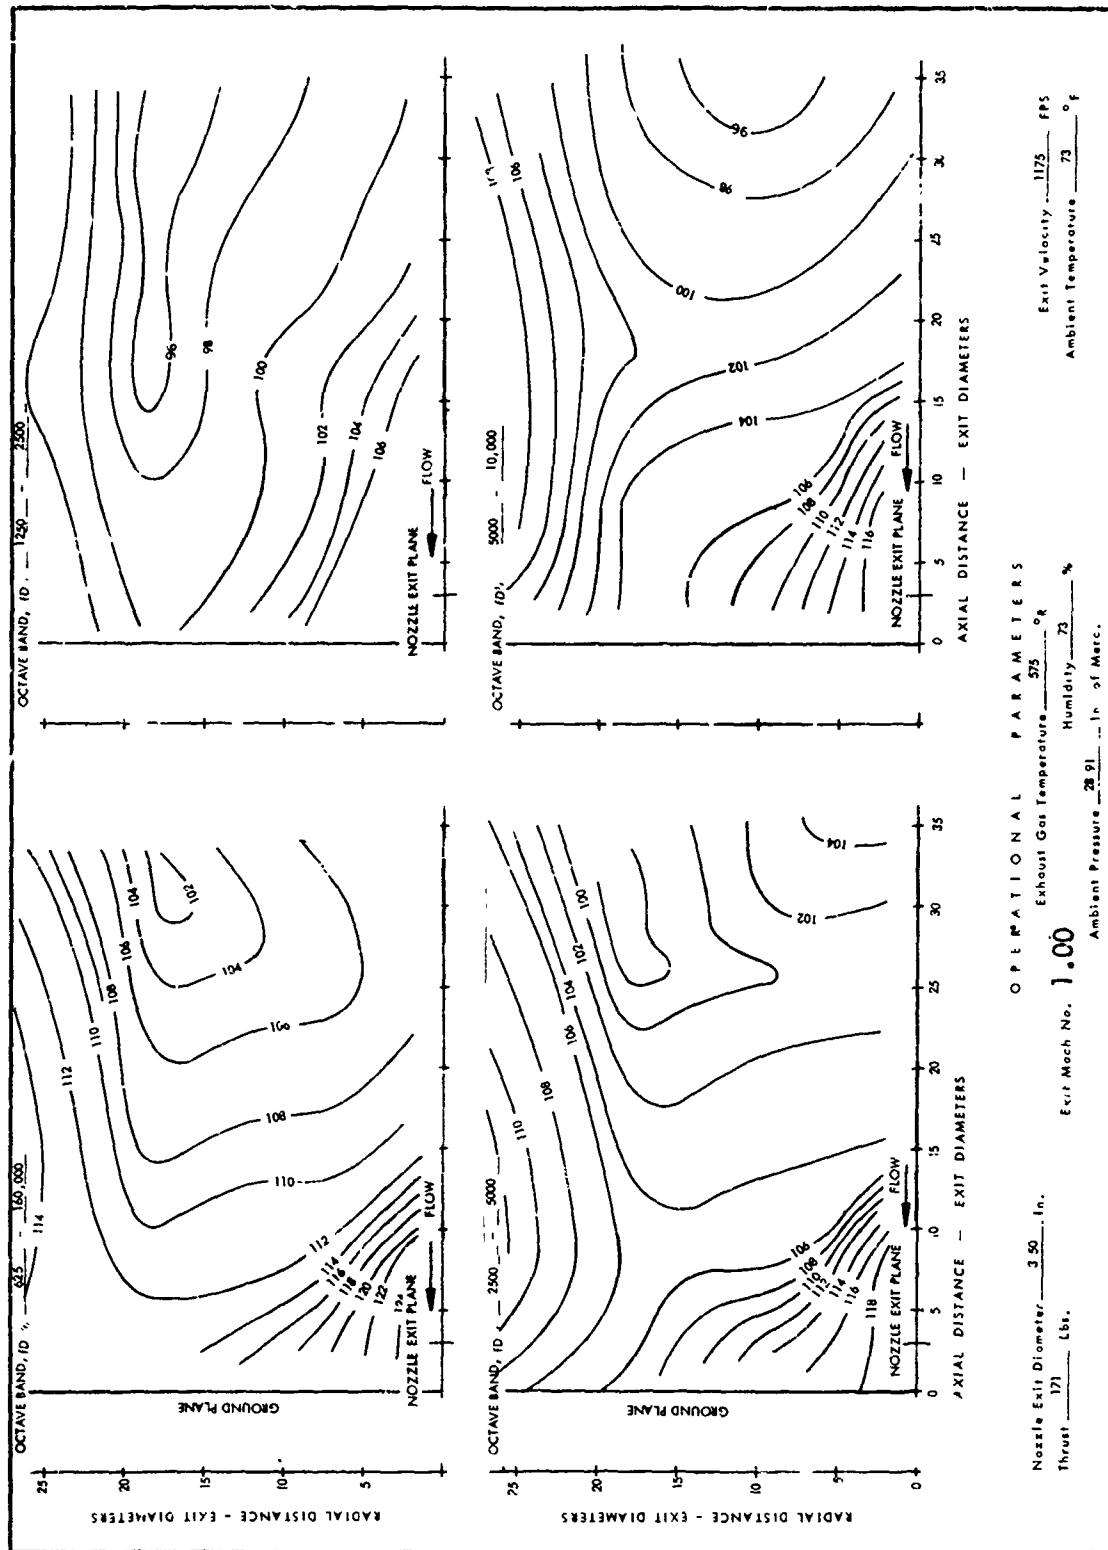 OCTAVE BAND, fD
625 - 160,000
114
112
110
108
106
104
102
104
106
108
110
112
114
116
118
120
122
124
NOZZLE EXIT PLANE
FLOW
GROUND PLANE
25
20
15
10
5
RADIAL DISTANCE - EXIT DIAMETERS
OCTAVE BAND, fD
1250 - 2500
96
98
100
102
104
106
NOZZLE EXIT PLANE
FLOW
OCTAVE BAND, fD
2500 - 5000
110
108
106
104
102
100
102
104
106
108
110
112
114
116
118
NOZZLE EXIT PLANE
FLOW
GROUND PLANE
25
20
15
10
5
0
RADIAL DISTANCE - EXIT DIAMETERS
0 5 10 15 20 25 30 35
AXIAL DISTANCE — EXIT DIAMETERS
OCTAVE BAND, fD
5000 - 10,000
106
96
98
100
102
104
106
108
110
112
114
116
NOZZLE EXIT PLANE
FLOW
0 5 10 15 20 25 30 35
AXIAL DISTANCE — EXIT DIAMETERS
OPERATIONAL PARAMETERS
Nozzle Exit Diameter 3 50 In.
Exhaust Gas Temperature 575 °R
Exit Velocity 1175 FPS
Thrust 171 Lbs.
Exit Mach No. 1.00
Humidity 73 %
Ambient Temperature 73 °F
Ambient Pressure 28 91 In of Merc.